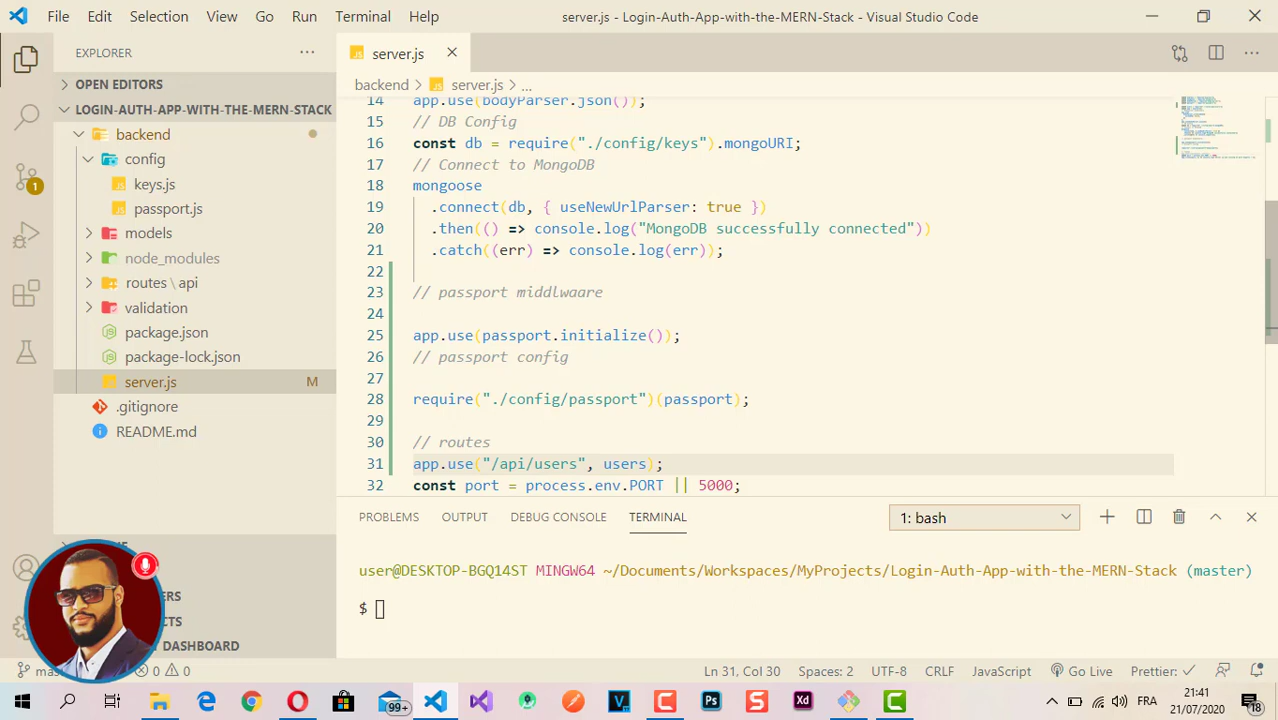 File Edit Selection View Go Run Terminal Help server.js - Login-Auth-App-with-the-MERN-Stack - Visual Studio Code
EXPLORER
server.js
OPEN EDITORS
backend > server.js > ...
LOGIN-AUTH-APP-WITH-THE-MERN-STACK
backend
config
keys.js
passport.js
models
node_modules
routes \ api
validation
package.json
package-lock.json
server.js M
.gitignore
README.md
14 app.use(bodyParser.json());
15 // DB Config
16 const db = require("./config/keys").mongoURI;
17 // Connect to MongoDB
18 mongoose
19 .connect(db, { useNewUrlParser: true })
20 .then(() => console.log("MongoDB successfully connected"))
21 .catch((err) => console.log(err));
22
23 // passport middlwaare
24
25 app.use(passport.initialize());
26 // passport config
27
28 require("./config/passport")(passport);
29
30 // routes
31 app.use("/api/users", users);
32 const port = process.env.PORT || 5000;
PROBLEMS OUTPUT DEBUG CONSOLE TERMINAL 1: bash
user@DESKTOP-BGQ14ST MINGW64 ~/Documents/Workspaces/MyProjects/Login-Auth-App-with-the-MERN-Stack (master)
$
DASHBOARD
0 0 Ln 31, Col 30 Spaces: 2 UTF-8 CRLF JavaScript Go Live Prettier: ✓
1
99+
Ps
S
Xd
FRA
21:41
21/07/2020
18